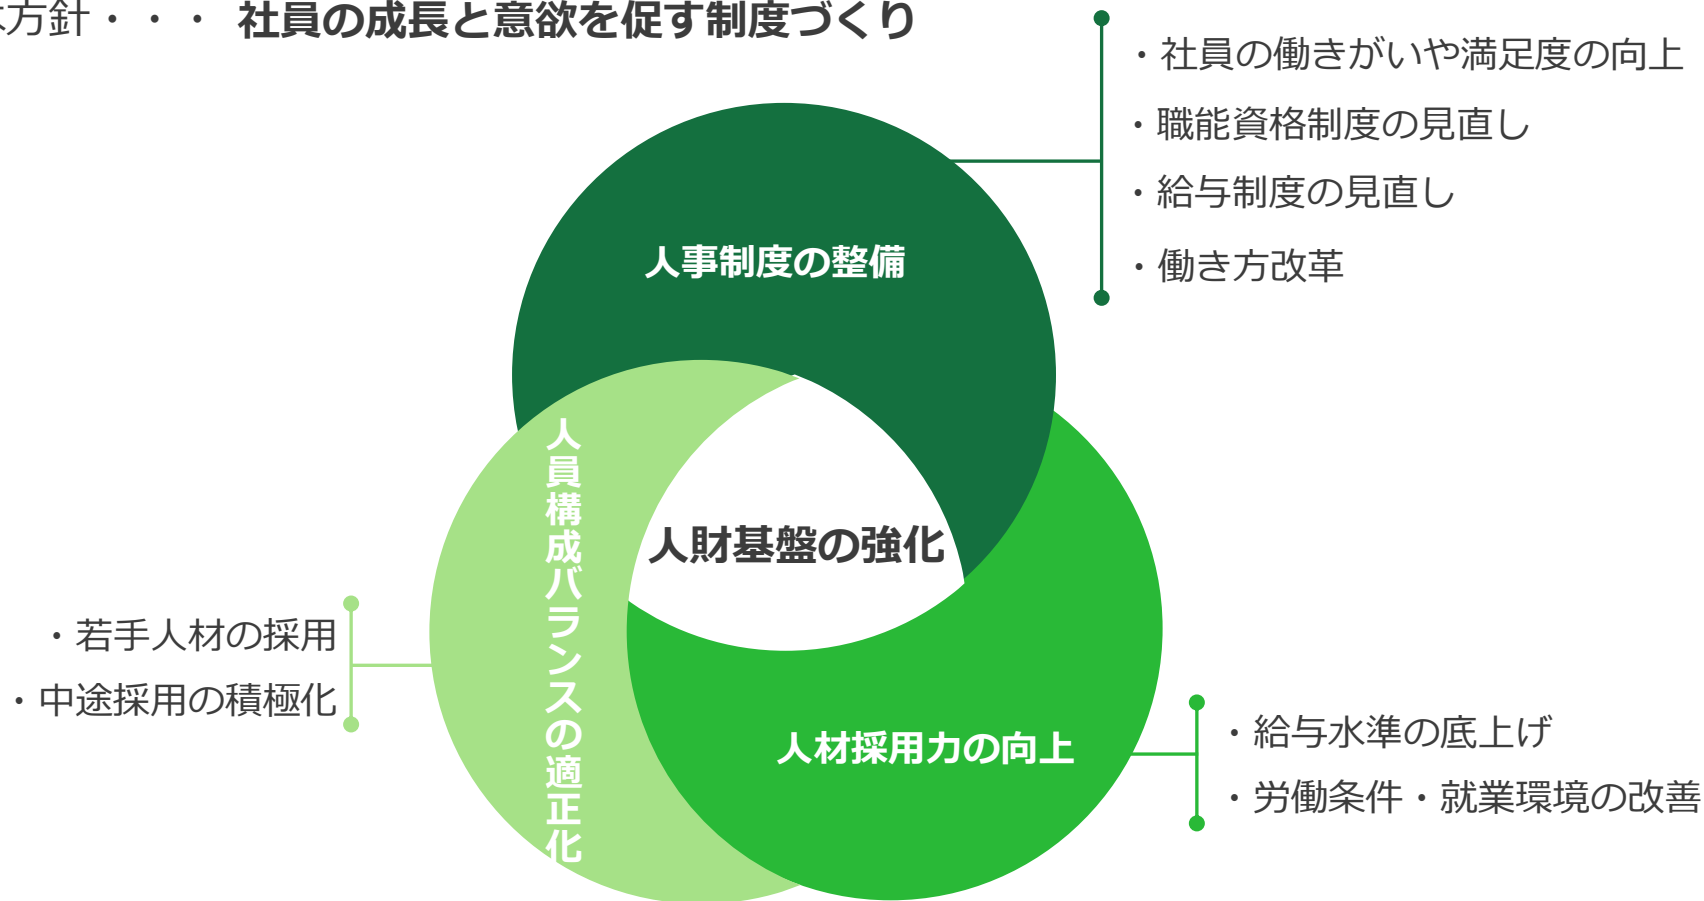 本方針・・・ 社員の成長と意欲を促す制度づくり
・社員の働きがいや満足度の向上
・職能資格制度の見直し
・給与制度の見直し
・働き方改革
人事制度の整備
人員構成バランスの適正化
人財基盤の強化
・若手人材の採用
・中途採用の積極化
人材採用力の向上
・給与水準の底上げ
・労働条件・就業環境の改善